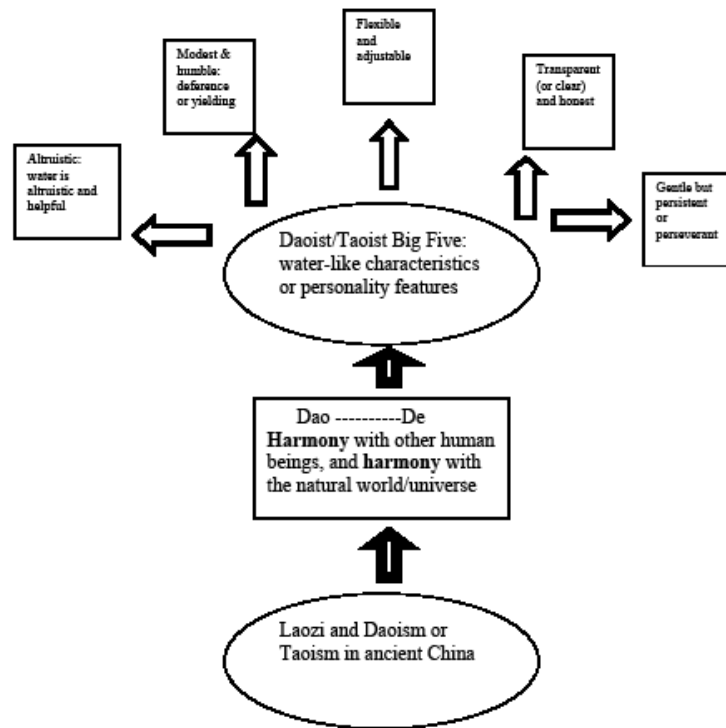 Flexible
and
adjustable
Modest &
humble:
deference
or yielding
Transparent
(or clear)
and honest
Altruistic:
water is
altruistic and
helpful
Gentle but
persistent
or
perseverant
Daoist/Taoist Big Five:
water-like characteristics
or personality features
Dao ----------De
Harmony with other human
beings, and harmony with
the natural world/universe
Laozi and Daoism or
Taoism in ancient China